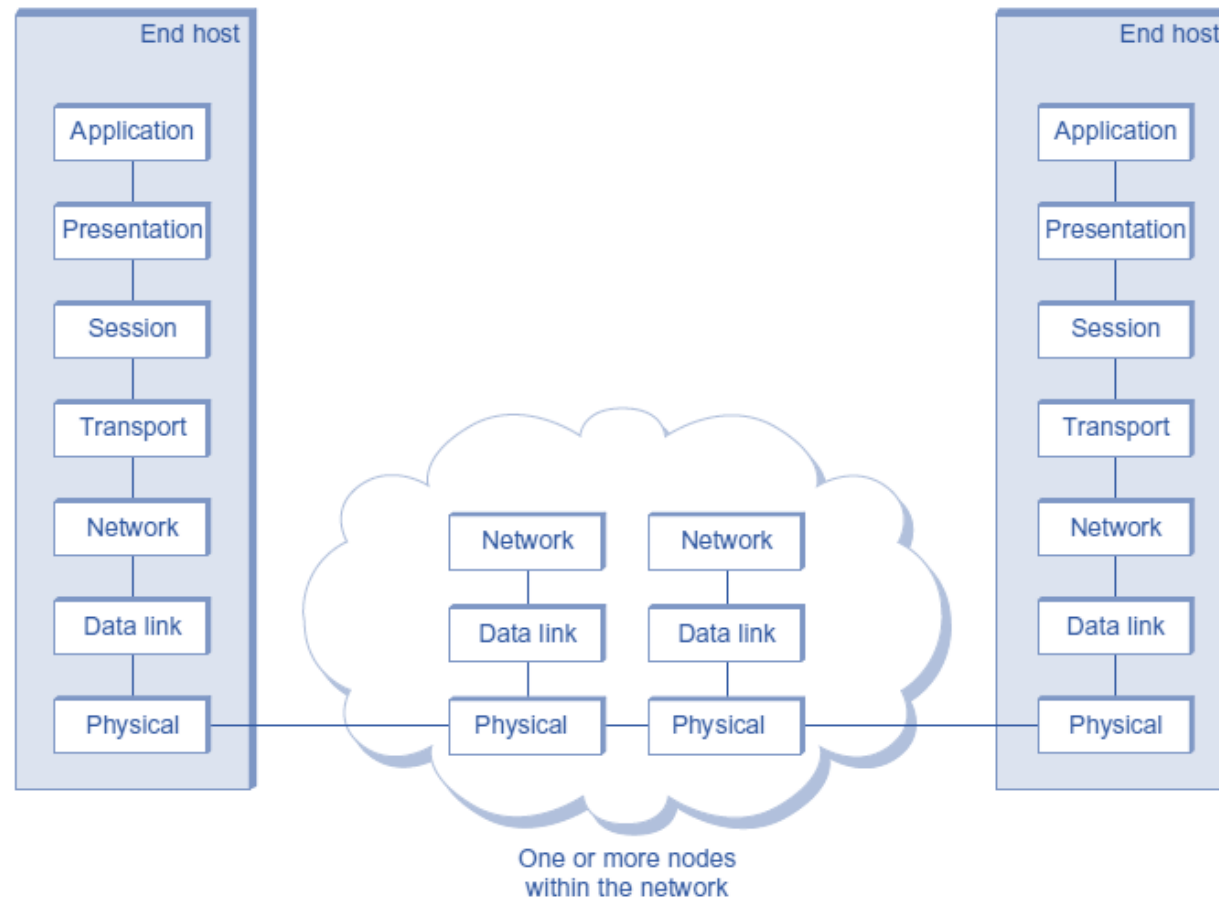 End host
End host
Application
Application
Presentation
Presentation
Session
Session
Transport
Transport
Network
Network
Network
Network
Data link
Data link
Data link
Data link
Physical
Physical
Physical
Physical
One or more nodes
within the network